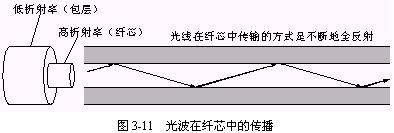 低折射率（包层）
高折射率（纤芯）
光线在纤芯中传输的方式是不断地全反射
图 3-11 光波在纤芯中的传播